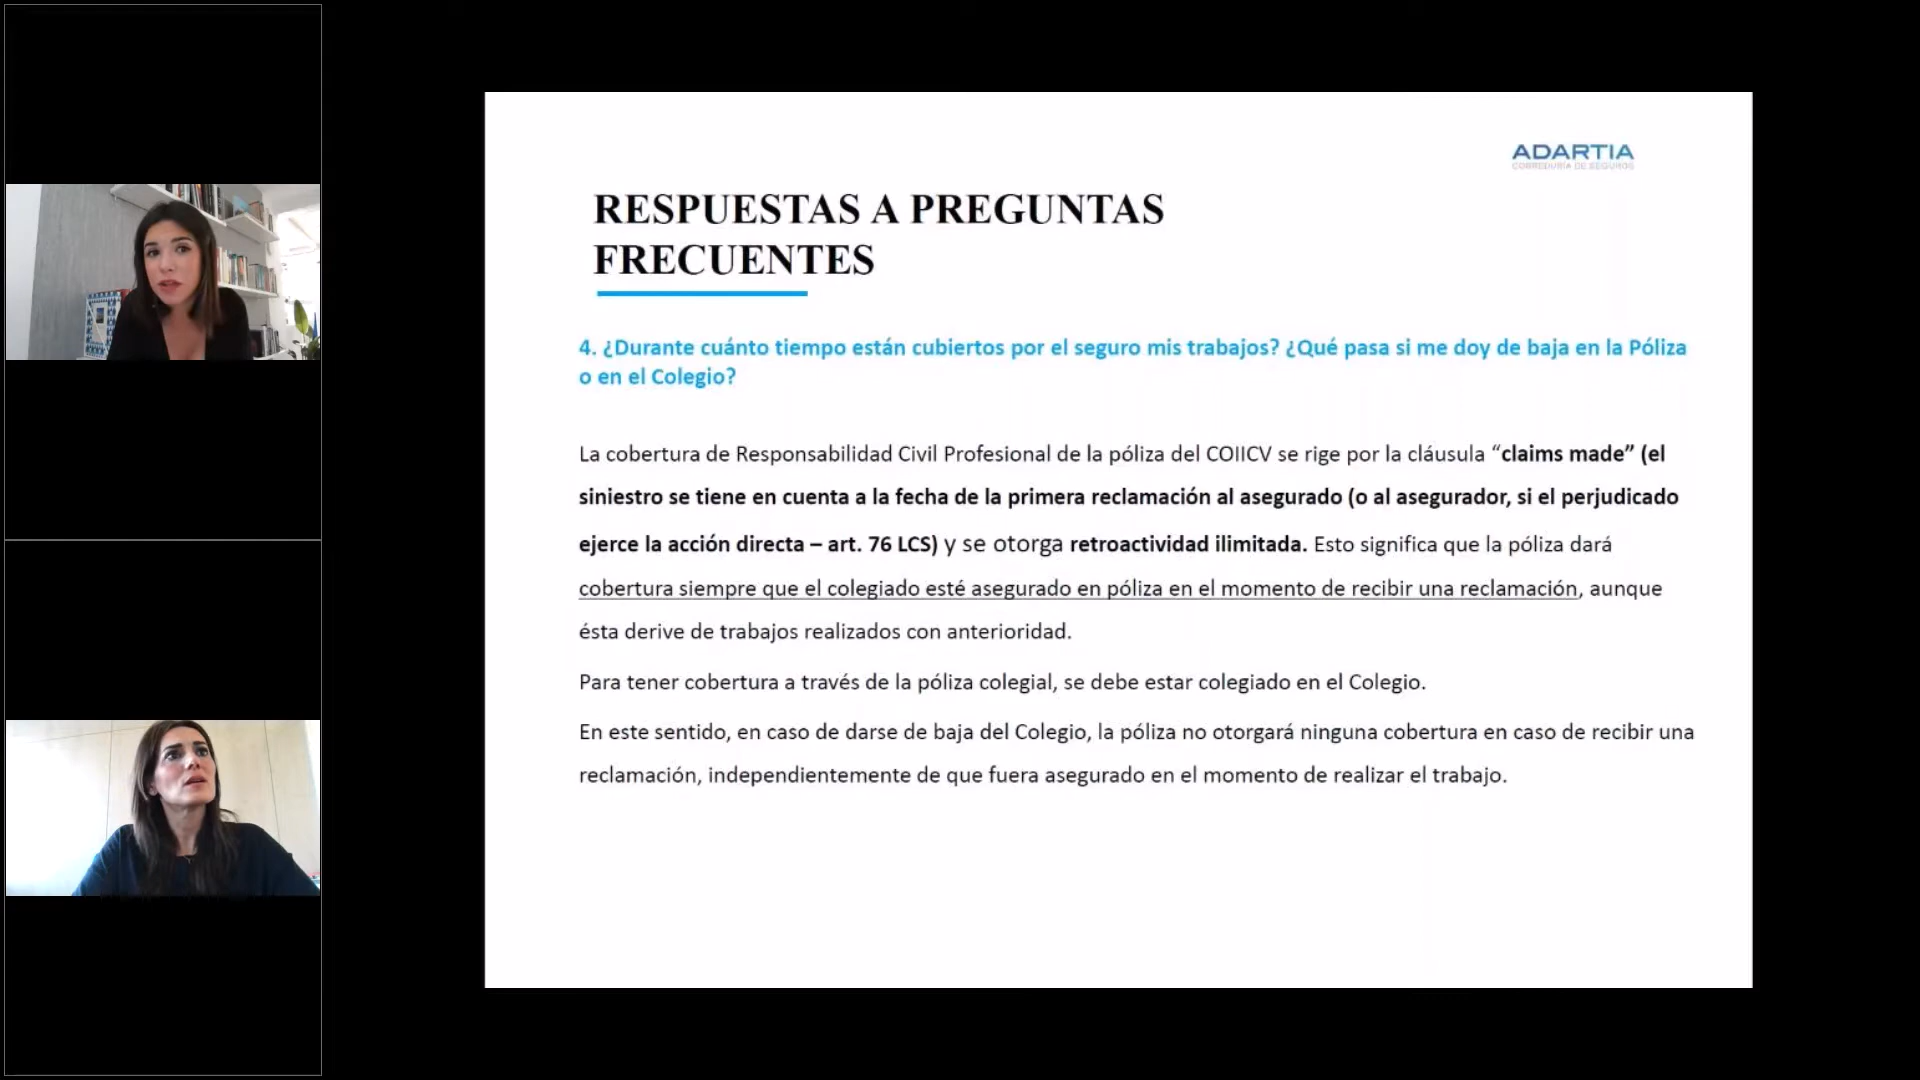 ADARTIA
CORREDURÍA DE SEGUROS
RESPUESTAS A PREGUNTAS
FRECUENTES
4. ¿Durante cuánto tiempo están cubiertos por el seguro mis trabajos? ¿Qué pasa si me doy de baja en la Póliza
o en el Colegio?
La cobertura de Responsabilidad Civil Profesional de la póliza del COIICV se rige por la cláusula “claims made” (el
siniestro se tiene en cuenta a la fecha de la primera reclamación al asegurado (o al asegurador, si el perjudicado
ejerce la acción directa – art. 76 LCS) y se otorga retroactividad ilimitada. Esto significa que la póliza dará
cobertura siempre que el colegiado esté asegurado en póliza en el momento de recibir una reclamación, aunque
ésta derive de trabajos realizados con anterioridad.
Para tener cobertura a través de la póliza colegial, se debe estar colegiado en el Colegio.
En este sentido, en caso de darse de baja del Colegio, la póliza no otorgará ninguna cobertura en caso de recibir una
reclamación, independientemente de que fuera asegurado en el momento de realizar el trabajo.